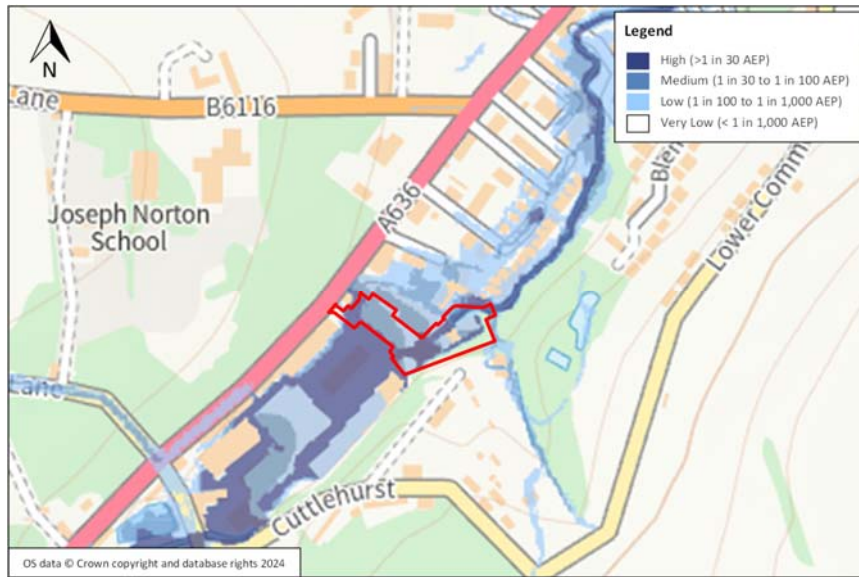 N
Legend
High (>1 in 30 AEP)
Medium (1 in 30 to 1 in 100 AEP)
Low (1 in 100 to 1 in 1,000 AEP)
Very Low (< 1 in 1,000 AEP)
Lane
B6116
A636
Joseph Norton
School
Blen
Lower Comm
Lane
Cuttlehurst
OS data © Crown copyright and database rights 2024